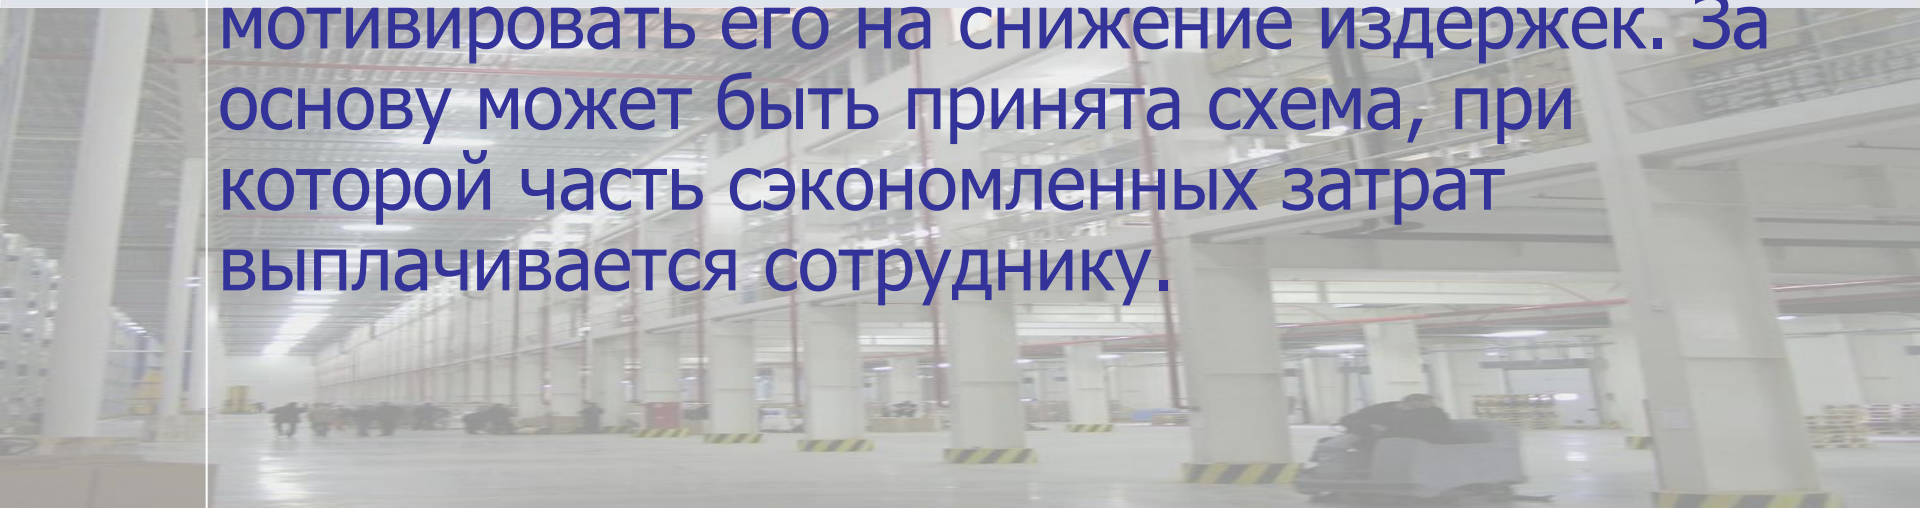 мотивировать его на снижение издержек. За
основу может быть принята схема, при
которой часть сэкономленных затрат
выплачивается сотруднику.